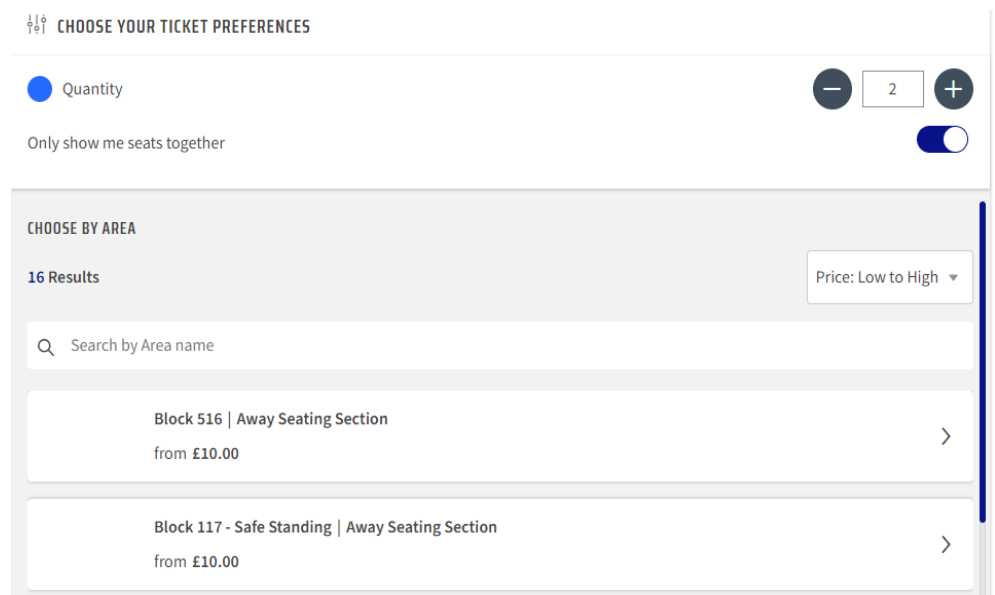 CHOOSE YOUR TICKET PREFERENCES
Quantity
2
Only show me seats together
CHOOSE BY AREA
16 Results
Price: Low to High
Search by Area name
Block 516 | Away Seating Section
from £10.00
Block 117 - Safe Standing | Away Seating Section
from £10.00